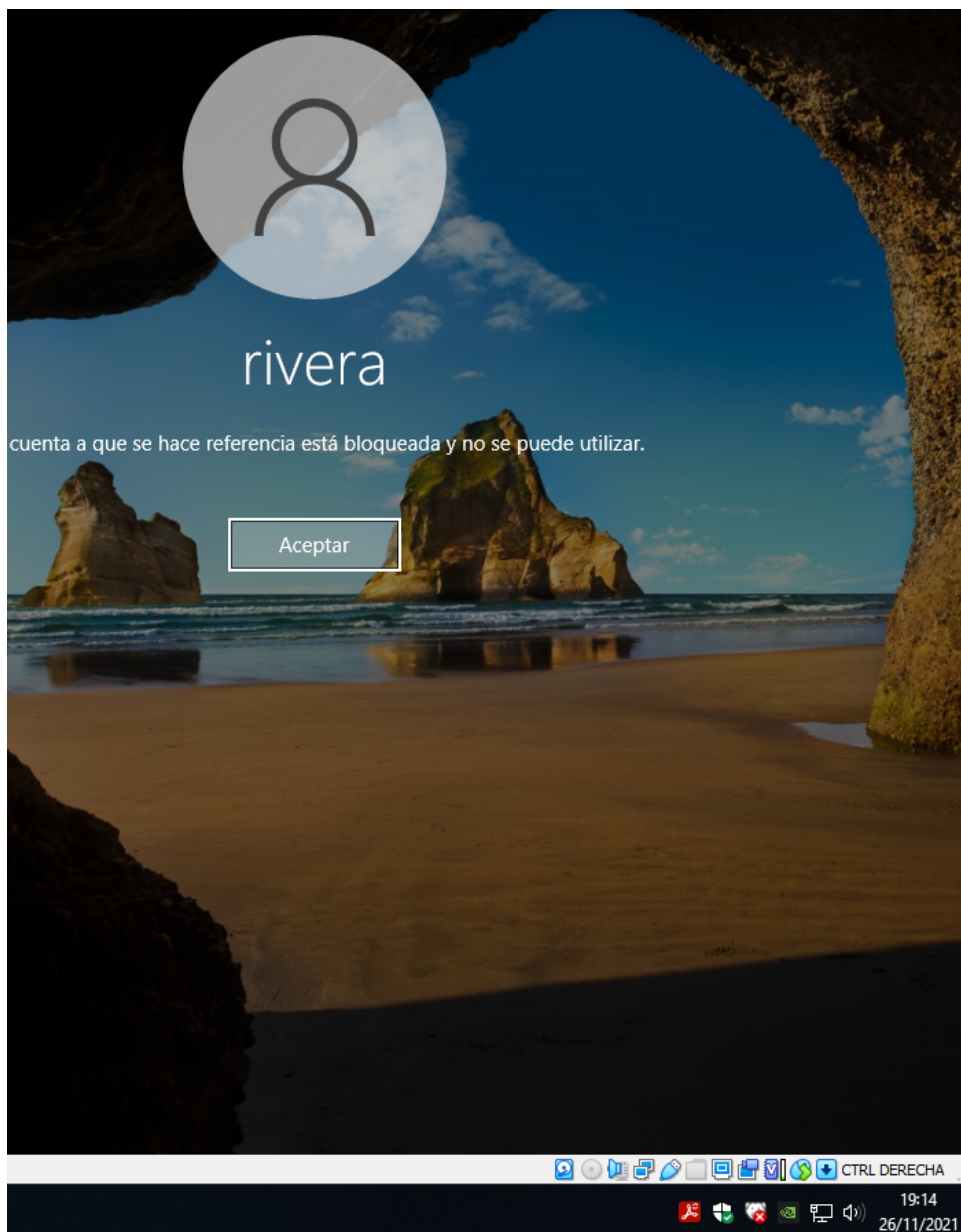 rivera
cuenta a que se hace referencia está bloqueada y no se puede utilizar.
Aceptar
CTRL DERECHA
19:14
26/11/2021